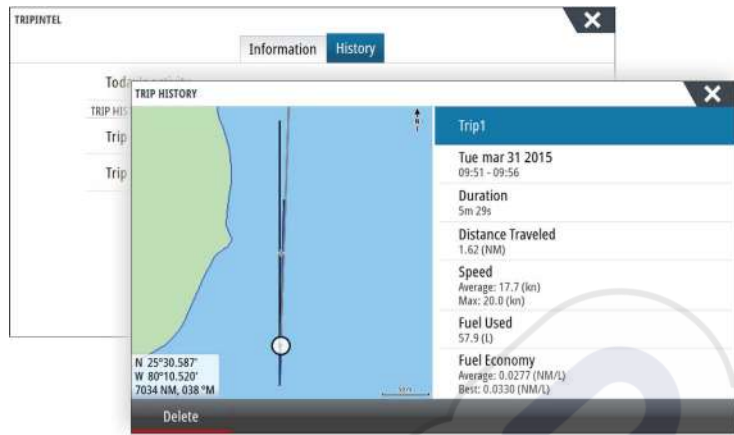 TRIPINTEL
Information
History
TRIP HISTORY
TRIP HIS
Trip
Trip
N
Trip1
Tue mar 31 2015
09:51 - 09:56
Duration
5m 29s
Distance Traveled
1.62 (NM)
Speed
Average: 17.7 (kn)
Max: 20.0 (kn)
Fuel Used
57.9 (L)
Fuel Economy
Average: 0.0277 (NM/L)
Best: 0.0330 (NM/L)
N 25°30.587'
W 80°10.520'
7034 NM, 038 °M
Delete